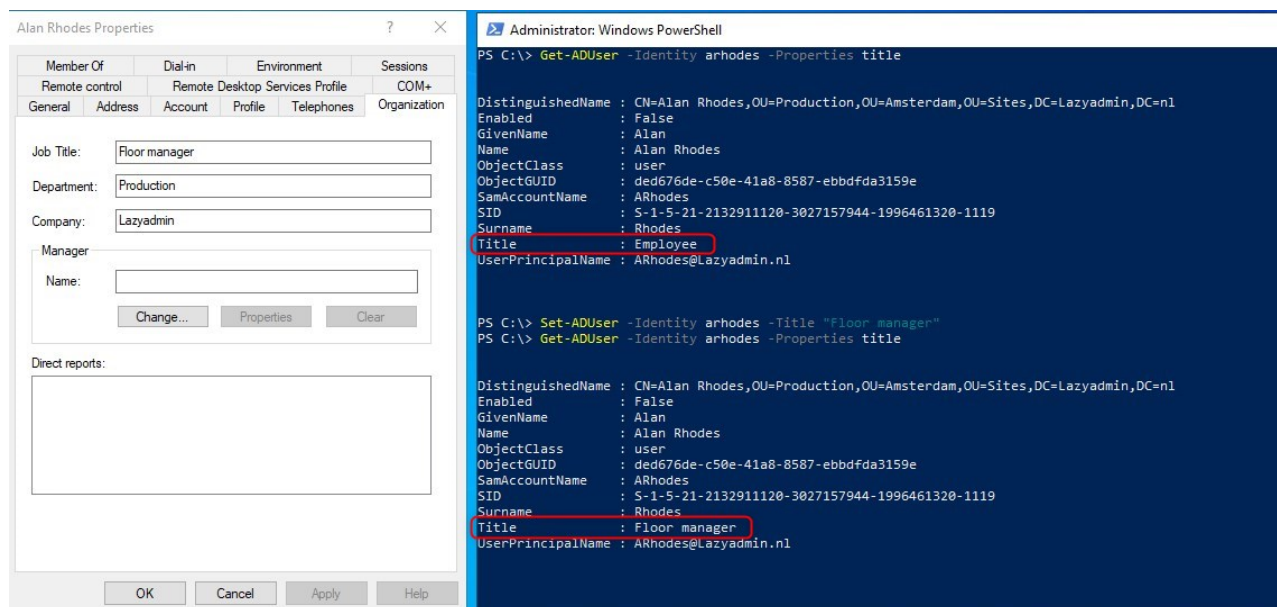 Alan Rhodes Properties
Member Of Dial-in Environment Sessions
Remote control Remote Desktop Services Profile COM+
General Address Account Profile Telephones Organization
Job Title: Floor manager
Department: Production
Company: Lazyadmin
Manager
Name:
Change... Properties Clear
Direct reports:
OK Cancel Apply Help
Administrator: Windows PowerShell
PS C:\> Get-ADUser -Identity arhodes -Properties title
DistinguishedName : CN=Alan Rhodes,OU=Production,OU=Amsterdam,OU=Sites,DC=Lazyadmin,DC=nl
Enabled : False
GivenName : Alan
Name : Alan Rhodes
ObjectClass : user
ObjectGUID : ded676de-c50e-41a8-8587-ebbdfda3159e
SamAccountName : ARhodes
SID : S-1-5-21-2132911120-3027157944-1996461320-1119
Surname : Rhodes
Title : Employee
UserPrincipalName : ARhodes@Lazyadmin.nl
PS C:\> Set-ADUser -Identity arhodes -Title "Floor manager"
PS C:\> Get-ADUser -Identity arhodes -Properties title
DistinguishedName : CN=Alan Rhodes,OU=Production,OU=Amsterdam,OU=Sites,DC=Lazyadmin,DC=nl
Enabled : False
GivenName : Alan
Name : Alan Rhodes
ObjectClass : user
ObjectGUID : ded676de-c50e-41a8-8587-ebbdfda3159e
SamAccountName : ARhodes
SID : S-1-5-21-2132911120-3027157944-1996461320-1119
Surname : Rhodes
Title : Floor manager
UserPrincipalName : ARhodes@Lazyadmin.nl